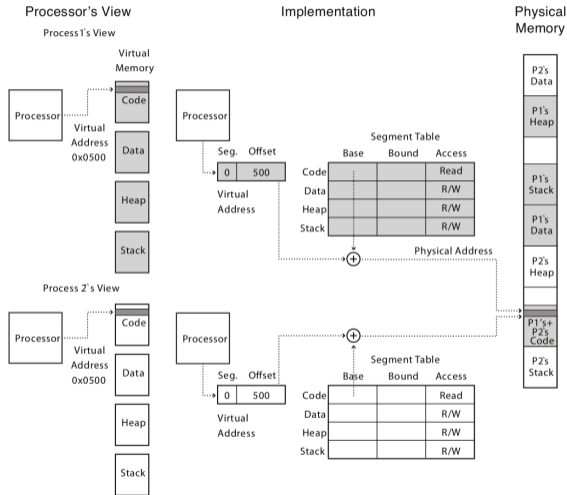 Processor's View
Implementation
Physical
Memory
Process1's View
Virtual
Memory
Processor
Code
Virtual
Address
0x0500
Data
Heap
Stack
Processor
Seg. Offset
0 500
Virtual
Address
Segment Table
Base Bound Access
Code Read
Data R/W
Heap R/W
Stack R/W
Physical Address
P2's
Data
P1's
Heap
P1's
Stack
P1's
Data
P2's
Heap
P1's+
P2's
Code
P2's
Stack
Process 2's View
Processor
Code
Virtual
Address
0x0500
Data
Heap
Stack
Processor
Seg. Offset
0 500
Virtual
Address
Segment Table
Base Bound Access
Code Read
Data R/W
Heap R/W
Stack R/W